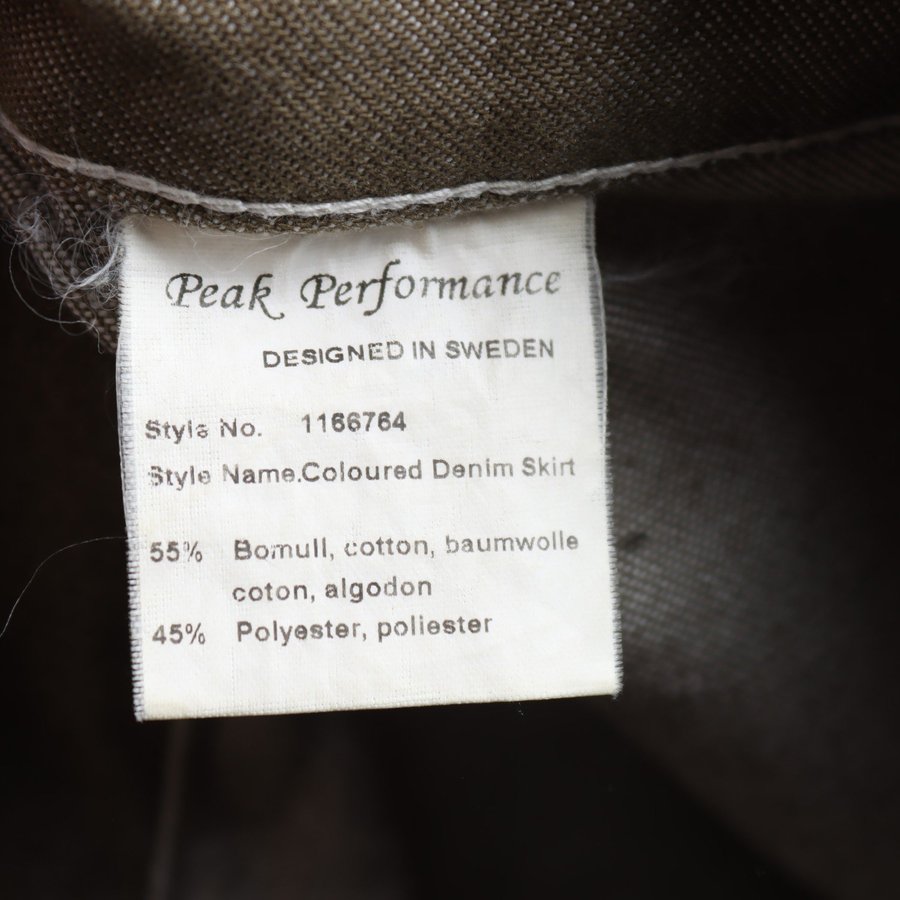 Peak Performance
DESIGNED IN SWEDEN
Style No. 1166764
Style Name.Coloured Denim Skirt
55% Bomull, cotton, baumwolle
coton, algodon
45% Polyester, poliester